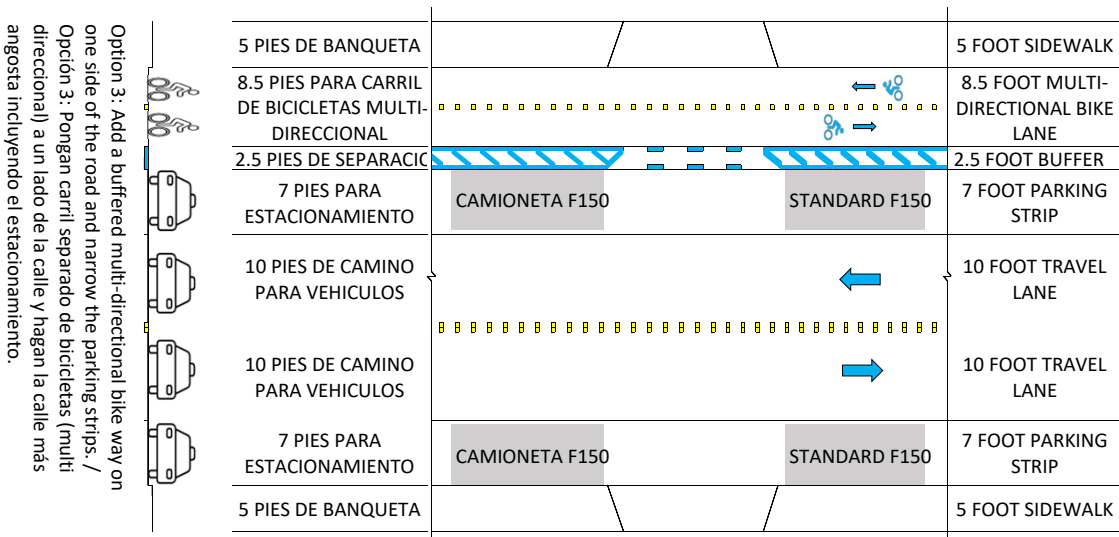 Option 3: Add a buffered multi-directional bike way on
one side of the road and narrow the parking strips. /
Opción 3: Pongan carril separado de bicicletas (multi
direccional) a un lado de la calle y hagan la calle más
angosta incluyendo el estacionamiento.
5 PIES DE BANQUETA
5 FOOT SIDEWALK
8.5 PIES PARA CARRIL
DE BICICLETAS MULTI-
DIRECCIONAL
8.5 FOOT MULTI-
DIRECTIONAL BIKE
LANE
2.5 PIES DE SEPARACIO
2.5 FOOT BUFFER
7 PIES PARA
ESTACIONAMIENTO
CAMIONETA F150
STANDARD F150
7 FOOT PARKING
STRIP
10 PIES DE CAMINO
PARA VEHICULOS
10 FOOT TRAVEL
LANE
10 PIES DE CAMINO
PARA VEHICULOS
10 FOOT TRAVEL
LANE
7 PIES PARA
ESTACIONAMIENTO
CAMIONETA F150
STANDARD F150
7 FOOT PARKING
STRIP
5 PIES DE BANQUETA
5 FOOT SIDEWALK